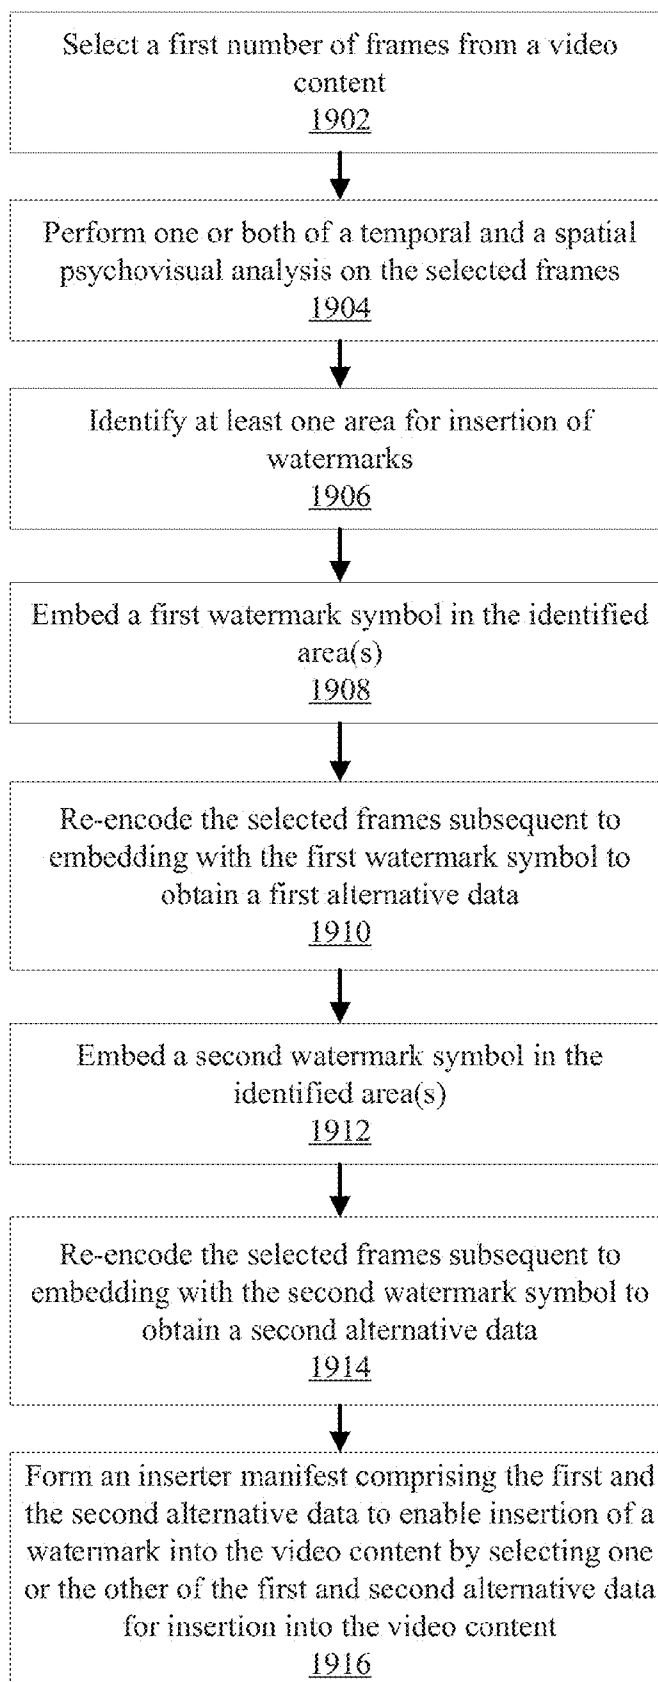 Select a first number of frames from a video
content
1902
Perform one or both of a temporal and a spatial
psychovisual analysis on the selected frames
1904
Identify at least one area for insertion of
watermarks
1906
Embed a first watermark symbol in the identified
area(s)
1908
Re-encode the selected frames subsequent to
embedding with the first watermark symbol to
obtain a first alternative data
1910
Embed a second watermark symbol in the
identified area(s)
1912
Re-encode the selected frames subsequent to
embedding with the second watermark symbol to
obtain a second alternative data
1914
Form an inserter manifest comprising the first and
the second alternative data to enable insertion of a
watermark into the video content by selecting one
or the other of the first and second alternative data
for insertion into the video content
1916